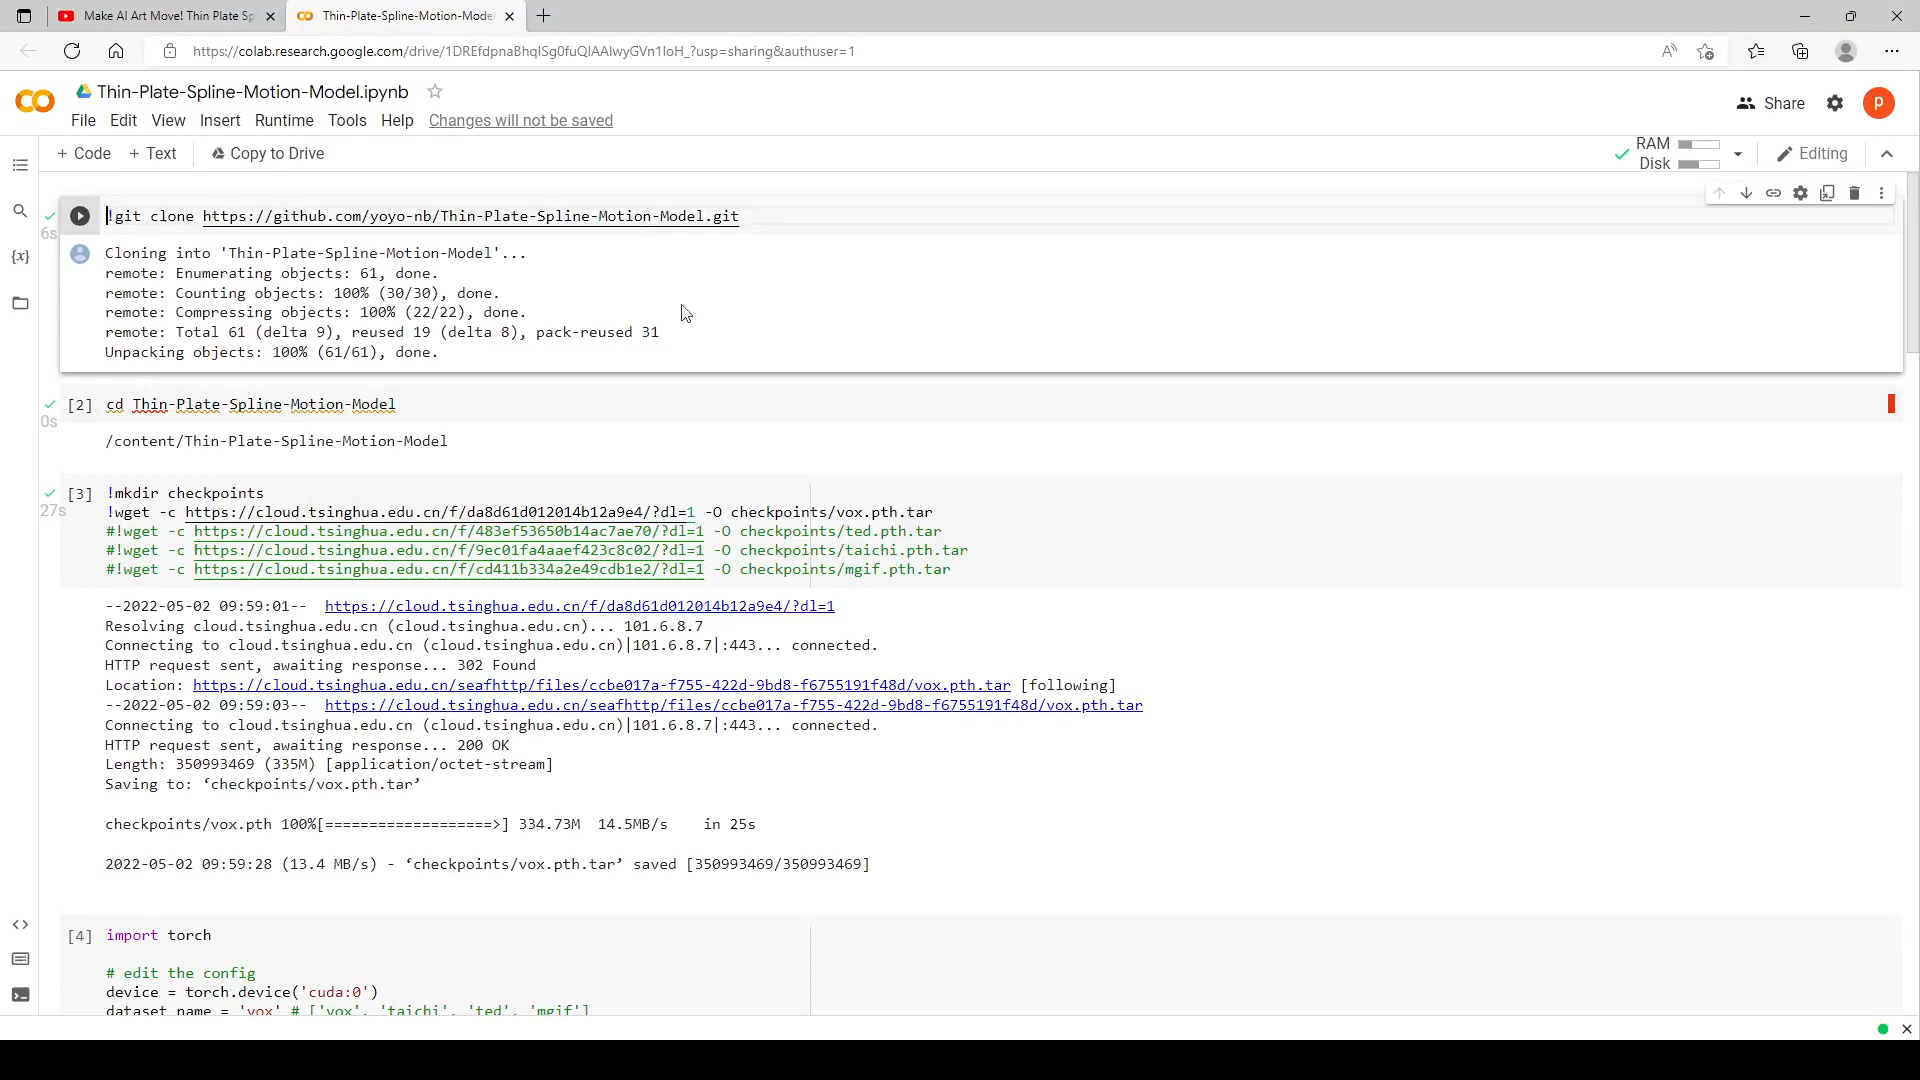 Make AI Art Move! Thin Plate Sp
Thin-Plate-Spline-Motion-Mode
https://colab.research.google.com/drive/1DREfdpnaBhqISg0fuQlAAIwyGVn1loH_?usp=sharing&authuser=1
Thin-Plate-Spline-Motion-Model.ipynb
Share
P
File Edit View Insert Runtime Tools Help Changes will not be saved
+ Code + Text Copy to Drive
RAM
Disk
Editing
!git clone https://github.com/yoyo-nb/Thin-Plate-Spline-Motion-Model.git
6s
Cloning into 'Thin-Plate-Spline-Motion-Model'...
remote: Enumerating objects: 61, done.
remote: Counting objects: 100% (30/30), done.
remote: Compressing objects: 100% (22/22), done.
remote: Total 61 (delta 9), reused 19 (delta 8), pack-reused 31
Unpacking objects: 100% (61/61), done.
[2] cd Thin-Plate-Spline-Motion-Model
0s
/content/Thin-Plate-Spline-Motion-Model
[3] !mkdir checkpoints
27s
!wget -c https://cloud.tsinghua.edu.cn/f/da8d61d012014b12a9e4/?dl=1 -O checkpoints/vox.pth.tar
#!wget -c https://cloud.tsinghua.edu.cn/f/483ef53650b14ac7ae70/?dl=1 -O checkpoints/ted.pth.tar
#!wget -c https://cloud.tsinghua.edu.cn/f/9ec01fa4aaef423c8c02/?dl=1 -O checkpoints/taichi.pth.tar
#!wget -c https://cloud.tsinghua.edu.cn/f/cd411b334a2e49cdb1e2/?dl=1 -O checkpoints/mgif.pth.tar
--2022-05-02 09:59:01-- https://cloud.tsinghua.edu.cn/f/da8d61d012014b12a9e4/?dl=1
Resolving cloud.tsinghua.edu.cn (cloud.tsinghua.edu.cn)... 101.6.8.7
Connecting to cloud.tsinghua.edu.cn (cloud.tsinghua.edu.cn)|101.6.8.7|:443... connected.
HTTP request sent, awaiting response... 302 Found
Location: https://cloud.tsinghua.edu.cn/seafhttp/files/ccbe017a-f755-422d-9bd8-f6755191f48d/vox.pth.tar [following]
--2022-05-02 09:59:03-- https://cloud.tsinghua.edu.cn/seafhttp/files/ccbe017a-f755-422d-9bd8-f6755191f48d/vox.pth.tar
Connecting to cloud.tsinghua.edu.cn (cloud.tsinghua.edu.cn)|101.6.8.7|:443... connected.
HTTP request sent, awaiting response... 200 OK
Length: 350993469 (335M) [application/octet-stream]
Saving to: ‘checkpoints/vox.pth.tar’
checkpoints/vox.pth 100%[===================>] 334.73M 14.5MB/s in 25s
2022-05-02 09:59:28 (13.4 MB/s) - ‘checkpoints/vox.pth.tar’ saved [350993469/350993469]
[4] import torch
# edit the config
device = torch.device('cuda:0')
dataset_name = 'vox' # ['vox', 'taichi', 'ted', 'mgif']